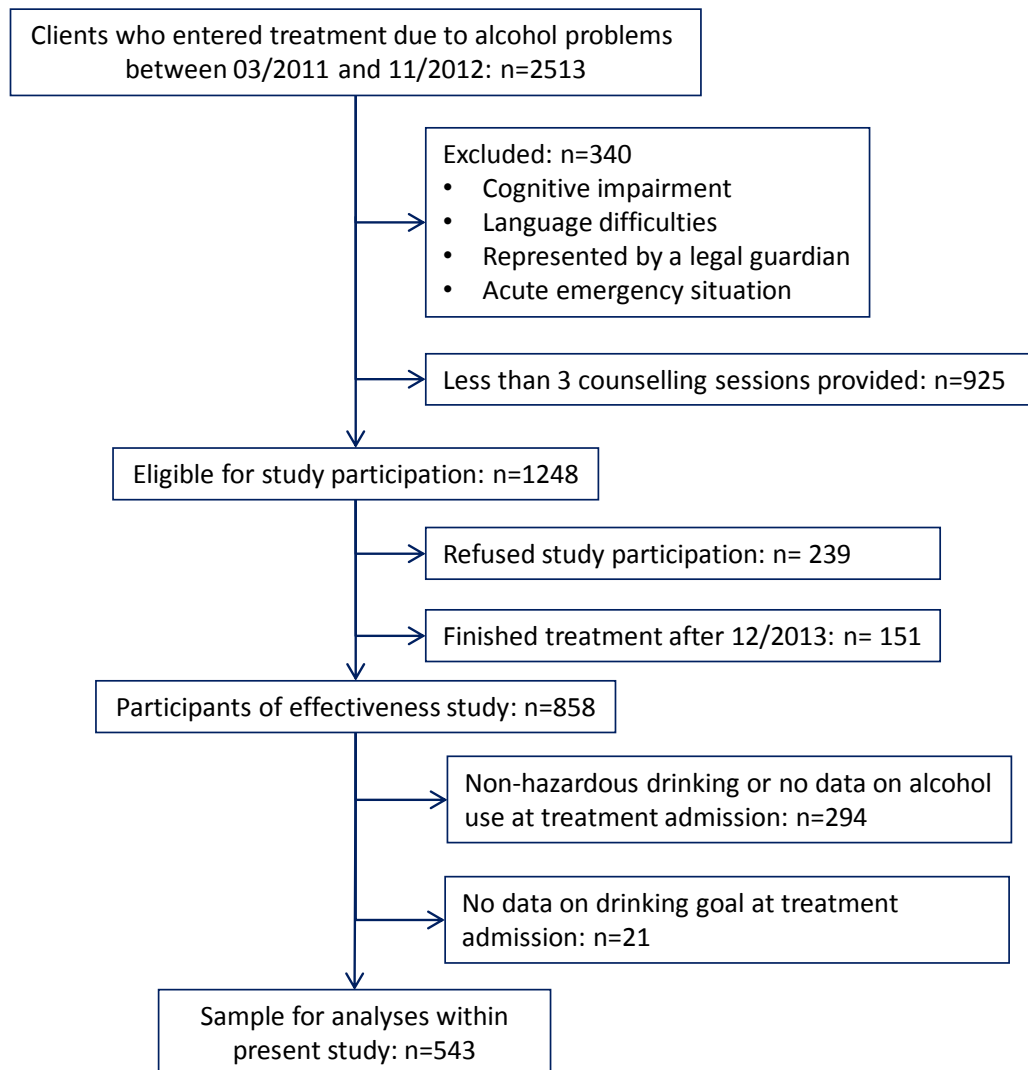 Clients who entered treatment due to alcohol problems
between 03/2011 and 11/2012: n=2513
Excluded: n=340
• Cognitive impairment
• Language difficulties
• Represented by a legal guardian
• Acute emergency situation
Less than 3 counselling sessions provided: n=925
Eligible for study participation: n=1248
Refused study participation: n= 239
Finished treatment after 12/2013: n= 151
Participants of effectiveness study: n=858
Non-hazardous drinking or no data on alcohol
use at treatment admission: n=294
No data on drinking goal at treatment
admission: n=21
Sample for analyses within
present study: n=543